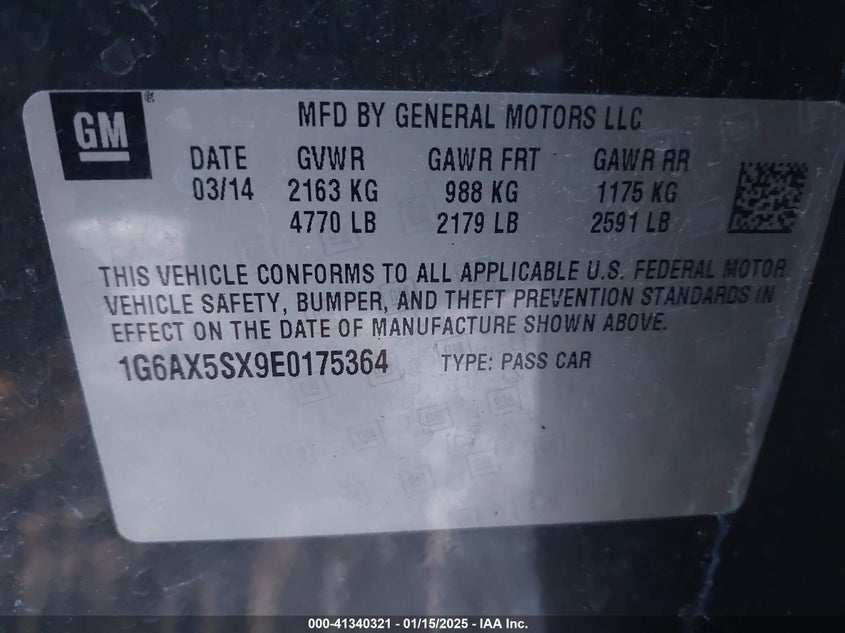 GM®
MFD BY GENERAL MOTORS LLC
DATE GVWR GAWR FRT GAWR RR
03/14 2163 KG 988 KG 1175 KG
4770 LB 2179 LB 2591 LB
THIS VEHICLE CONFORMS TO ALL APPLICABLE U.S. FEDERAL MOTOR
VEHICLE SAFETY, BUMPER, AND THEFT PREVENTION STANDARDS IN
EFFECT ON THE DATE OF MANUFACTURE SHOWN ABOVE.
1G6AX5SX9E0175364 TYPE: PASS CAR
000-41340321 - 01/15/2025 - IAA Inc.